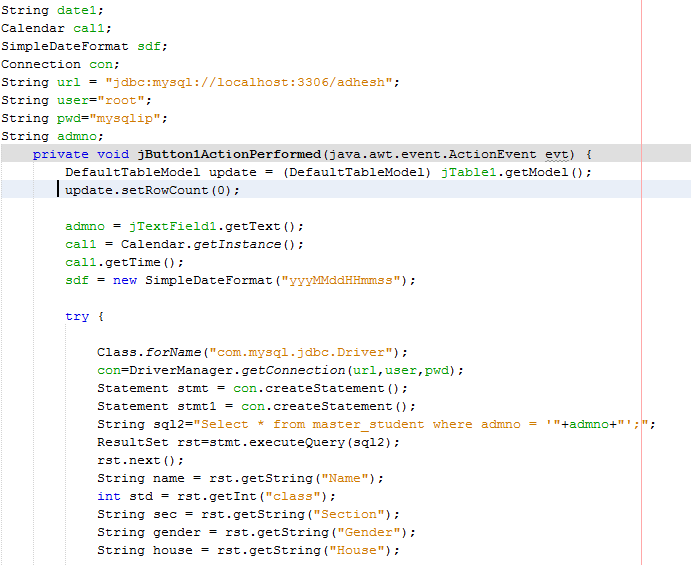 String date1;
Calendar cal1;
SimpleDateFormat sdf;
Connection con;
String url = "jdbc:mysql://localhost:3306/adhesh";
String user="root";
String pwd="mysqlip";
String admno;
    private void jButton1ActionPerformed(java.awt.event.ActionEvent evt) {
        DefaultTableModel update = (DefaultTableModel) jTable1.getModel();
        update.setRowCount(0);

        admno = jTextField1.getText();
        cal1 = Calendar.getInstance();
        cal1.getTime();
        sdf = new SimpleDateFormat("yyyMMddHHmmss");

        try {

            Class.forName("com.mysql.jdbc.Driver");
            con=DriverManager.getConnection(url,user,pwd);
            Statement stmt = con.createStatement();
            Statement stmt1 = con.createStatement();
            String sql2="Select * from master_student where admno = '"+admno+"';";
            ResultSet rst=stmt.executeQuery(sql2);
            rst.next();
            String name = rst.getString("Name");
            int std = rst.getInt("class");
            String sec = rst.getString("Section");
            String gender = rst.getString("Gender");
            String house = rst.getString("House");